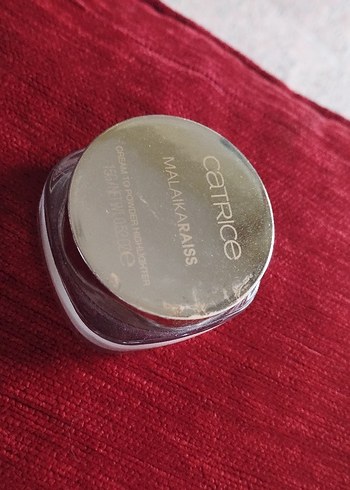 CATRICE
MALAIKARAISS
CREAM TO POWDER HIGHLIGHTER